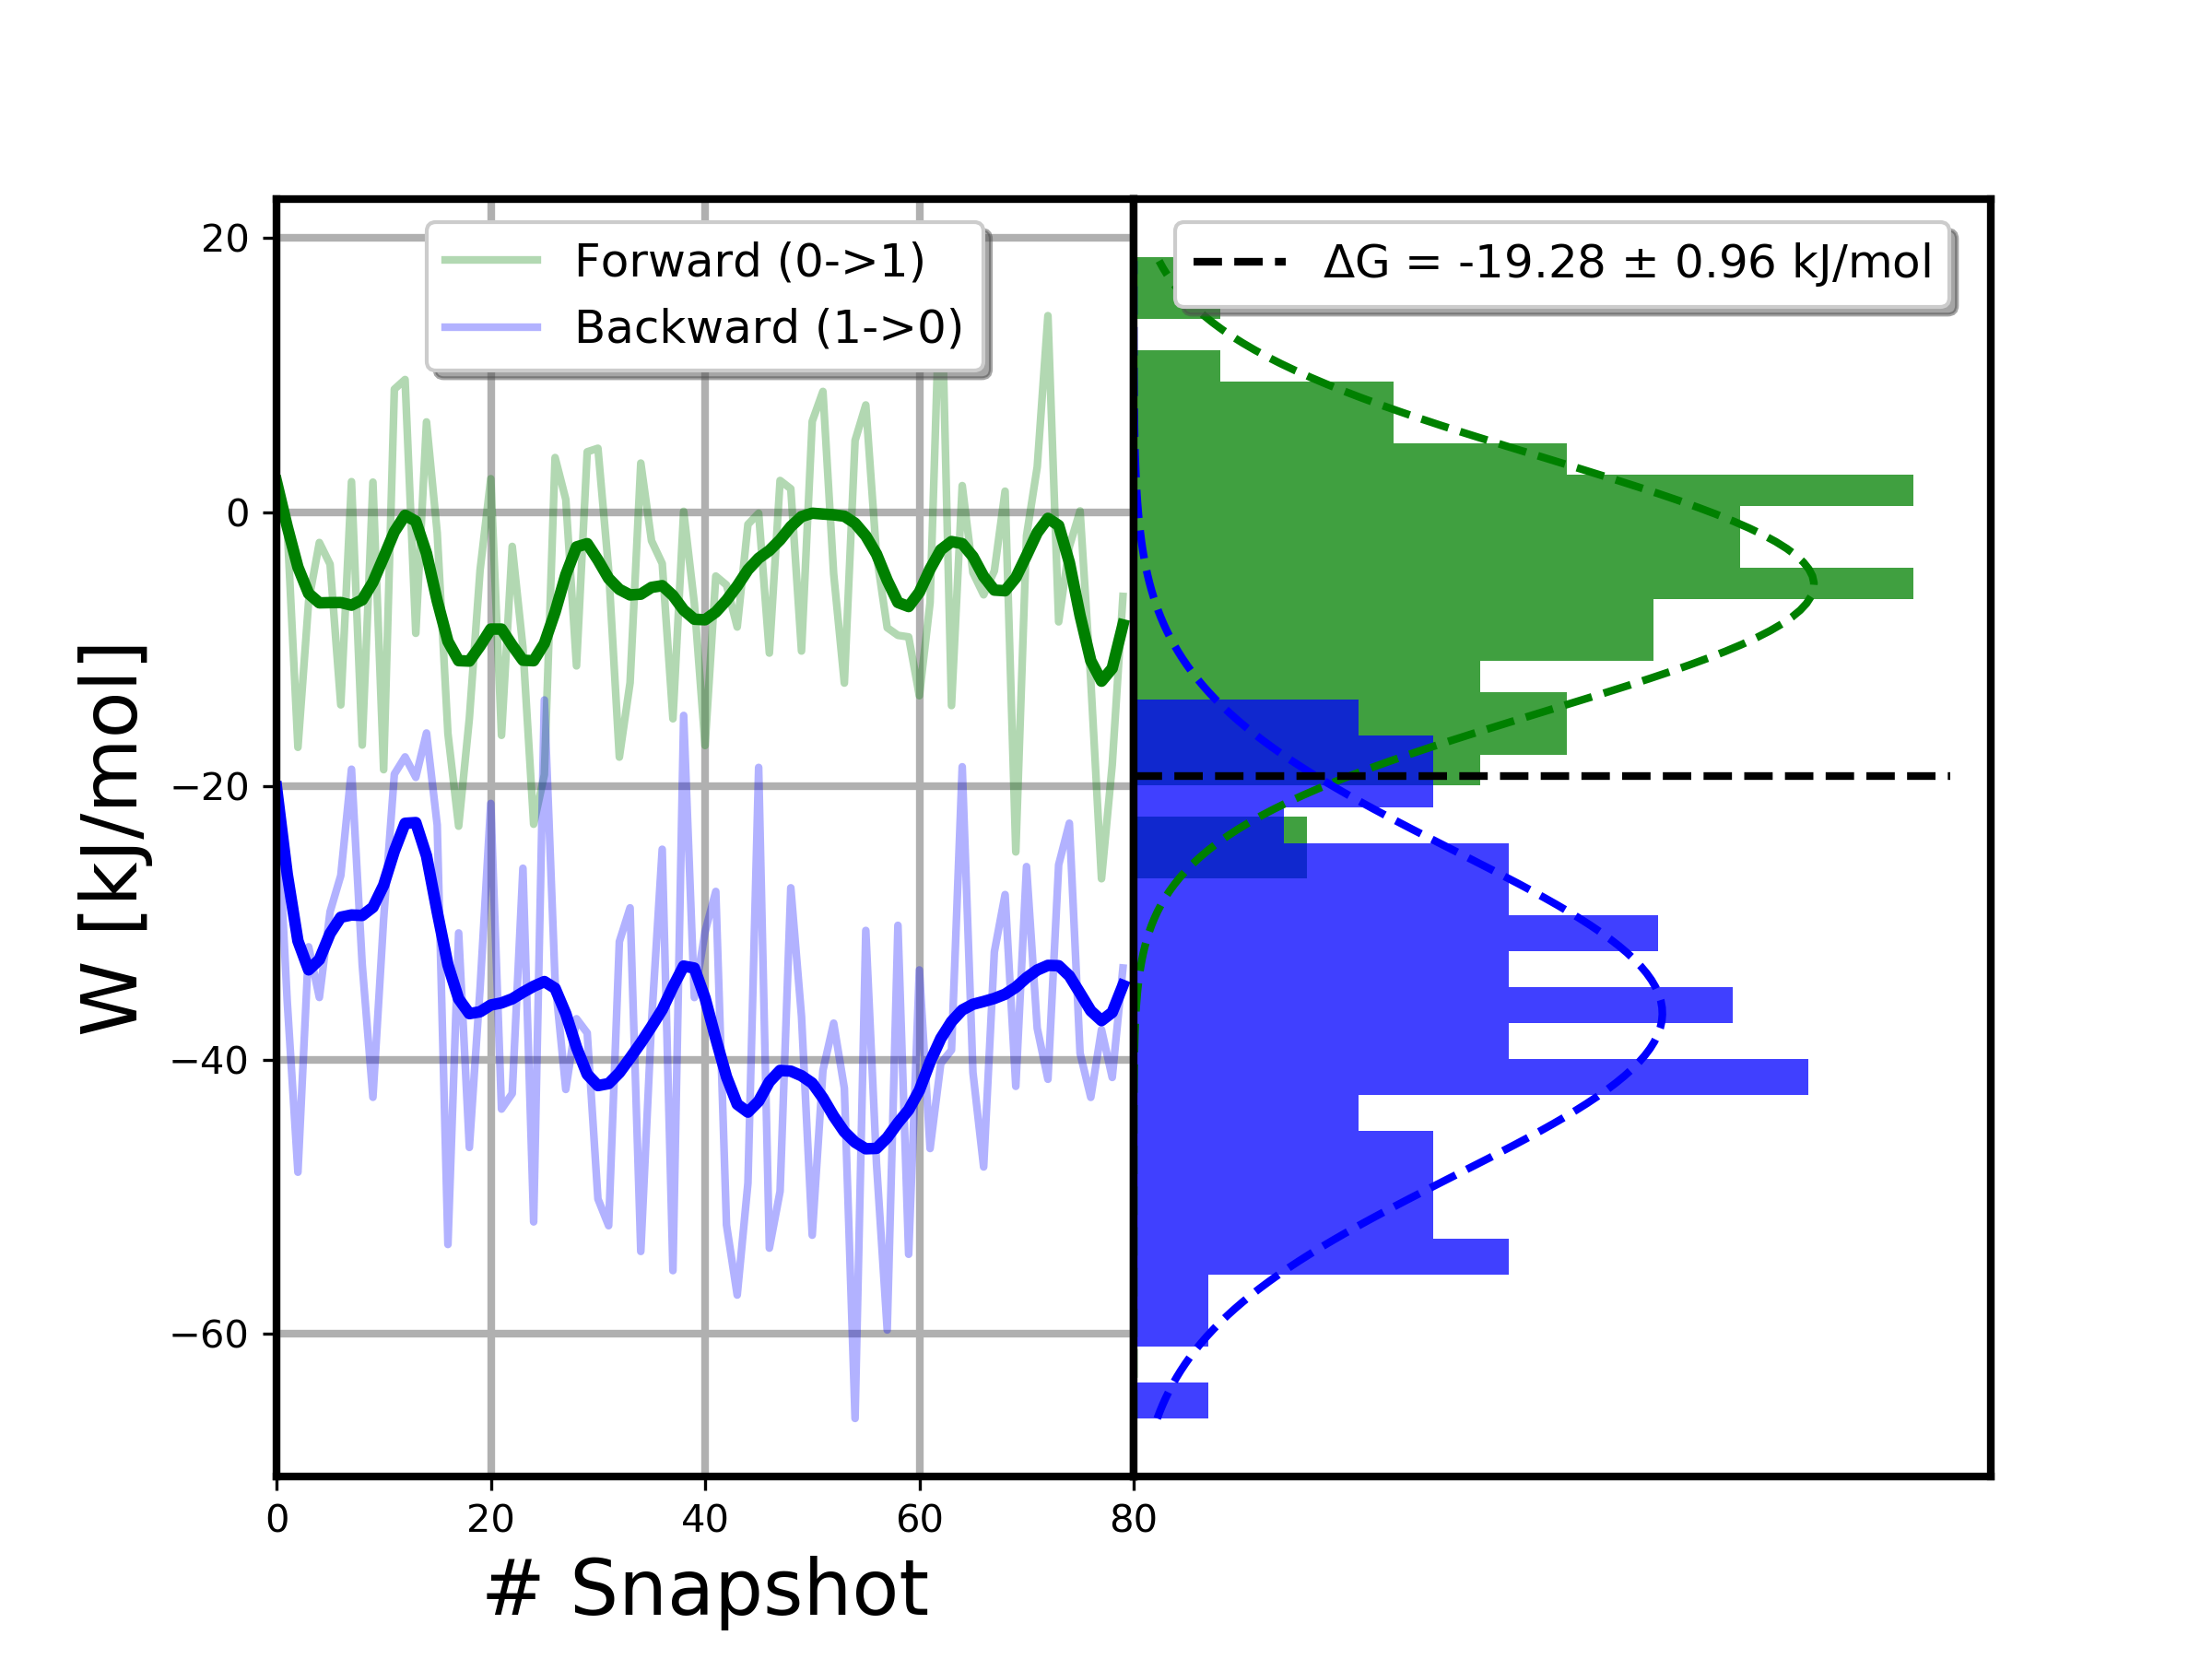 Forward (0->1)
Backward (1->0)
ΔG = -19.28 ± 0.96 kJ/mol
W [kJ/mol]
20
0
−20
−40
−60
0 20 40 60 80
# Snapshot